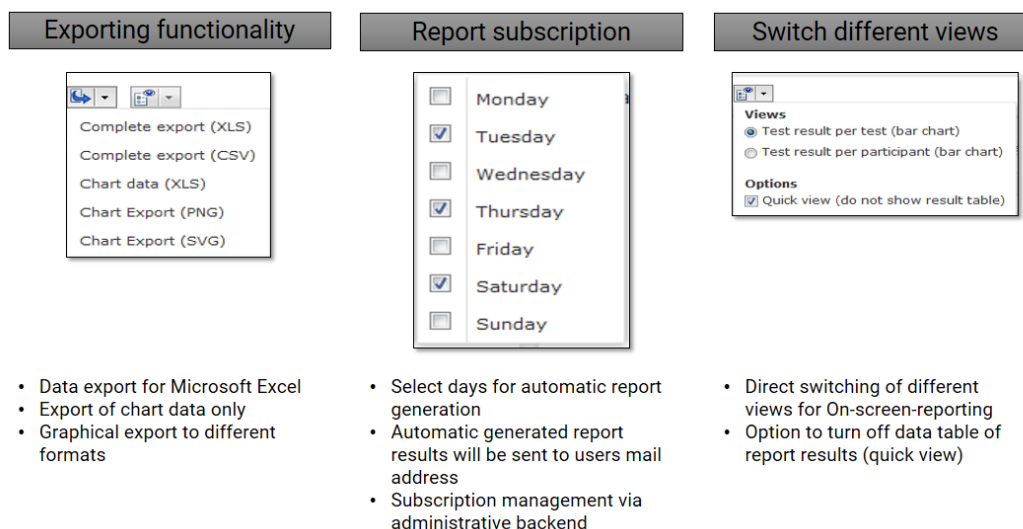 Exporting functionality
Complete export (XLS)
Complete export (CSV)
Chart data (XLS)
Chart Export (PNG)
Chart Export (SVG)
• Data export for Microsoft Excel
• Export of chart data only
• Graphical export to different
formats
Report subscription
Monday
Tuesday
Wednesday
Thursday
Friday
Saturday
Sunday
• Select days for automatic report
generation
• Automatic generated report
results will be sent to users mail
address
• Subscription management via
administrative backend
Switch different views
Views
Test result per test (bar chart)
Test result per participant (bar chart)
Options
Quick view (do not show result table)
• Direct switching of different
views for On-screen-reporting
• Option to turn off data table of
report results (quick view)